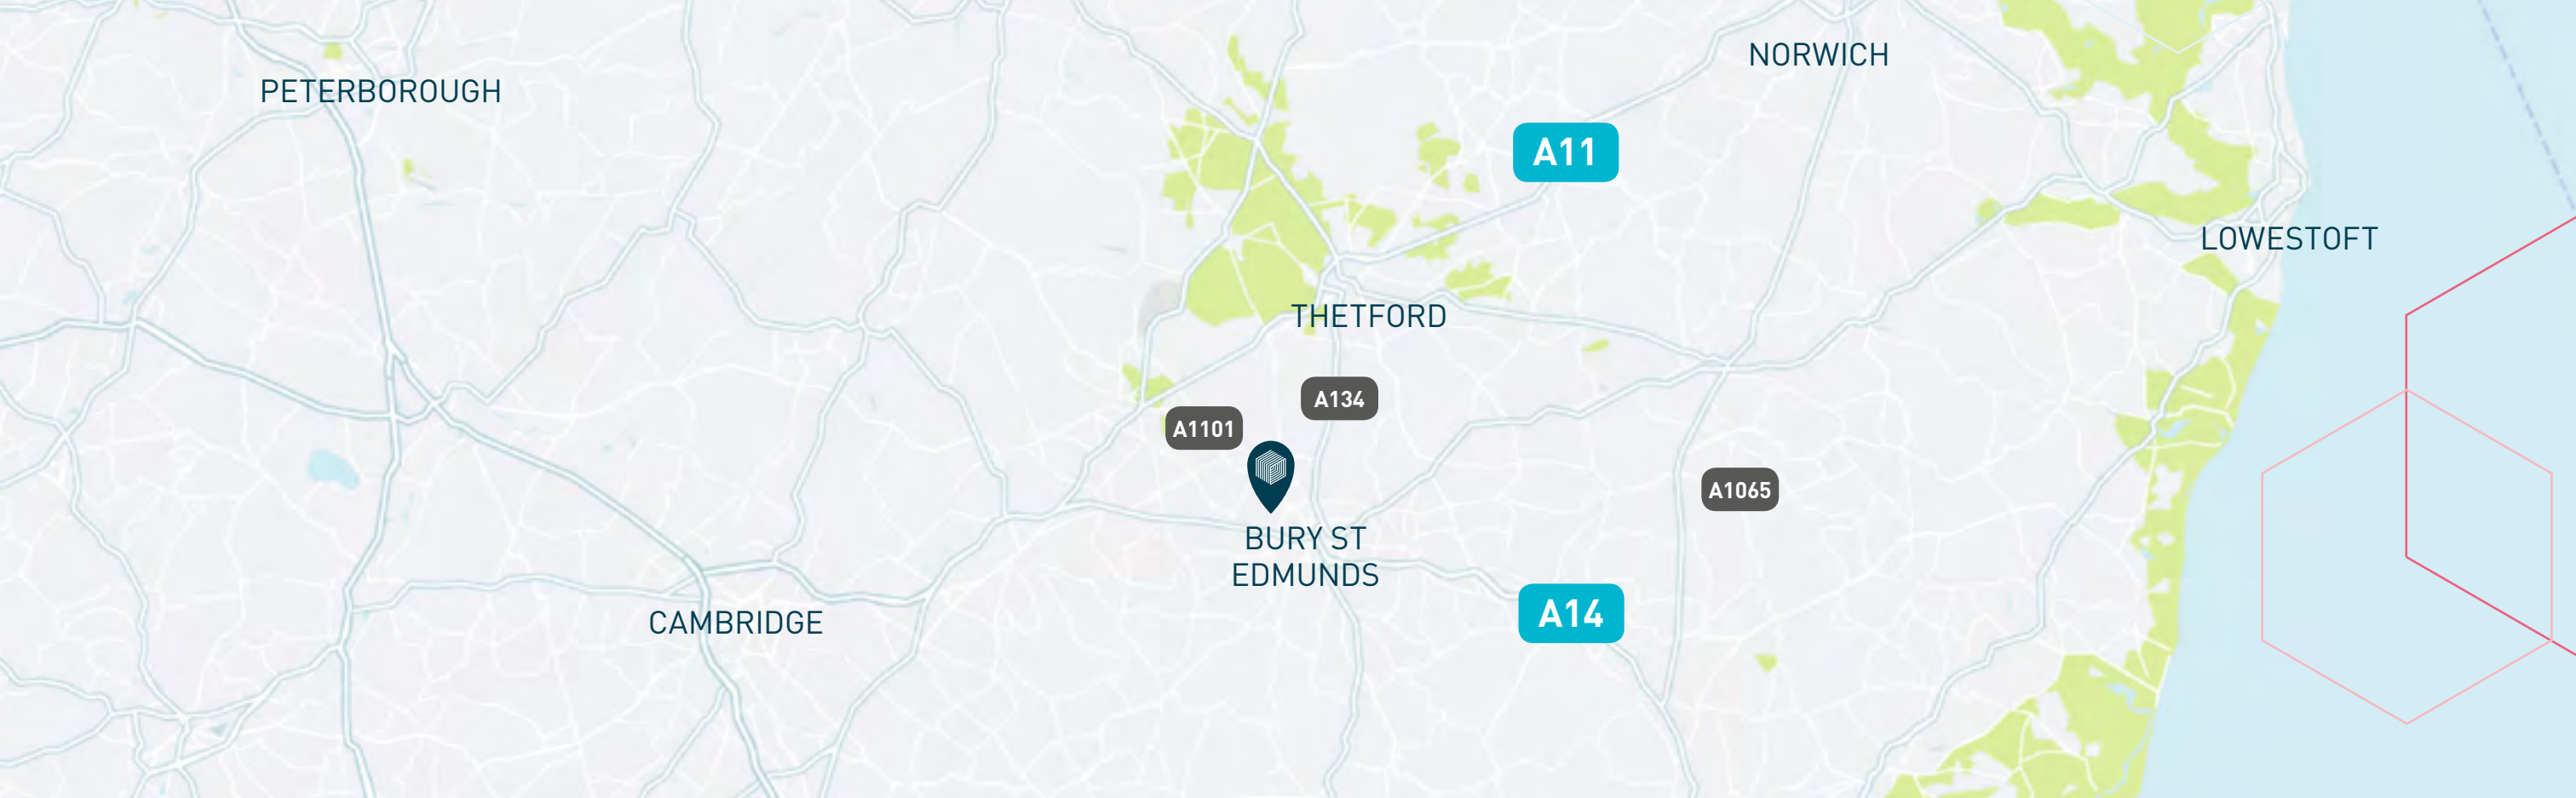 NORWICH
PETERBOROUGH
A11
LOWESTOFT
THETFORD
A134
A1101
A1065
BURY ST
EDMUNDS
A14
CAMBRIDGE